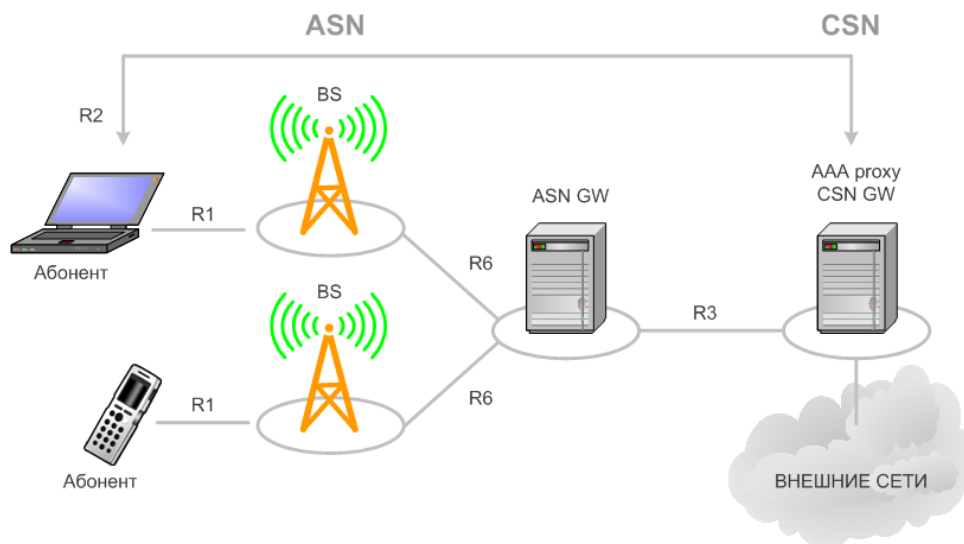 ASN
CSN
R2
BS
AAA proxy
CSN GW
ASN GW
R1
Абонент
R6
BS
R3
R1
R6
Абонент
ВНЕШНИЕ СЕТИ